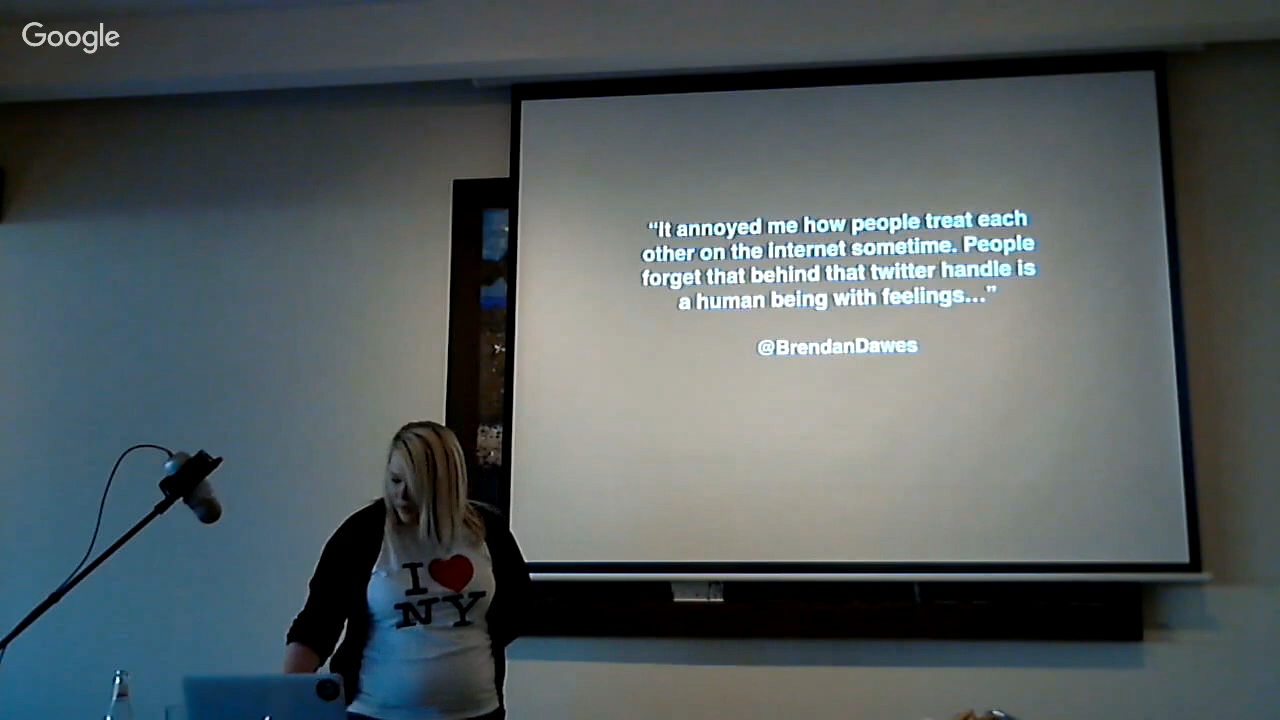 Google
“It annoyed me how people treat each
other on the internet sometime. People
forget that behind that twitter handle is
a human being with feelings...”
@BrendanDawes
I ♥
NY